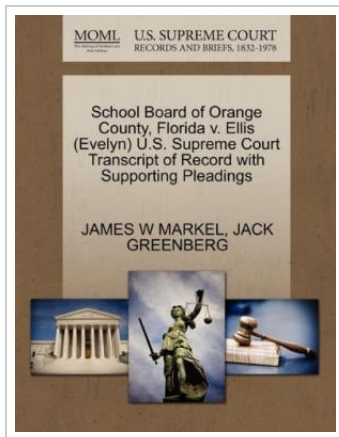 MOML
U.S. SUPREME COURT
RECORDS AND BRIEFS, 1832-1978
School Board of Orange
County, Florida v. Ellis
(Evelyn) U.S. Supreme Court
Transcript of Record with
Supporting Pleadings
JAMES W MARKEL, JACK
GREENBERG